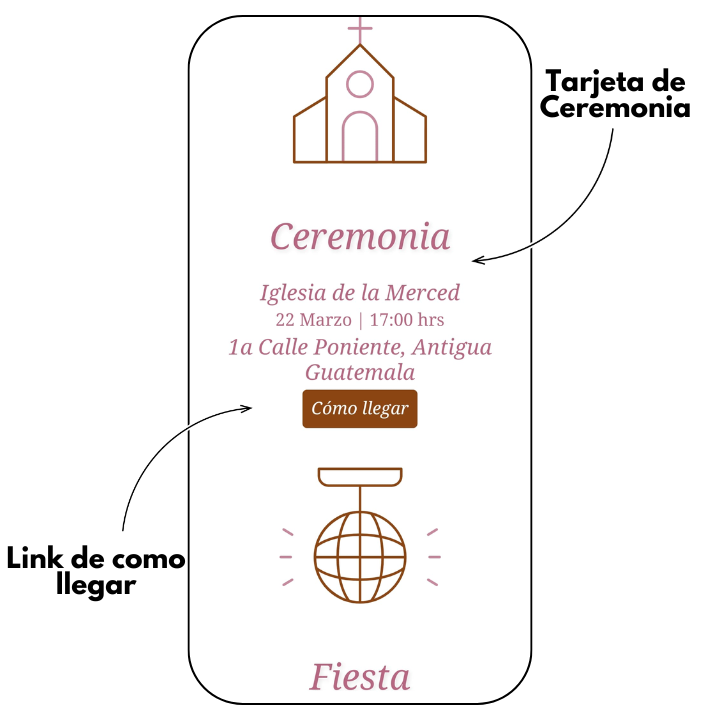 Tarjeta de
Ceremonia
Ceremonia
Iglesia de la Merced
22 Marzo | 17:00 hrs
1a Calle Poniente, Antigua
Guatemala
Cómo llegar
Link de como
llegar
Fiesta